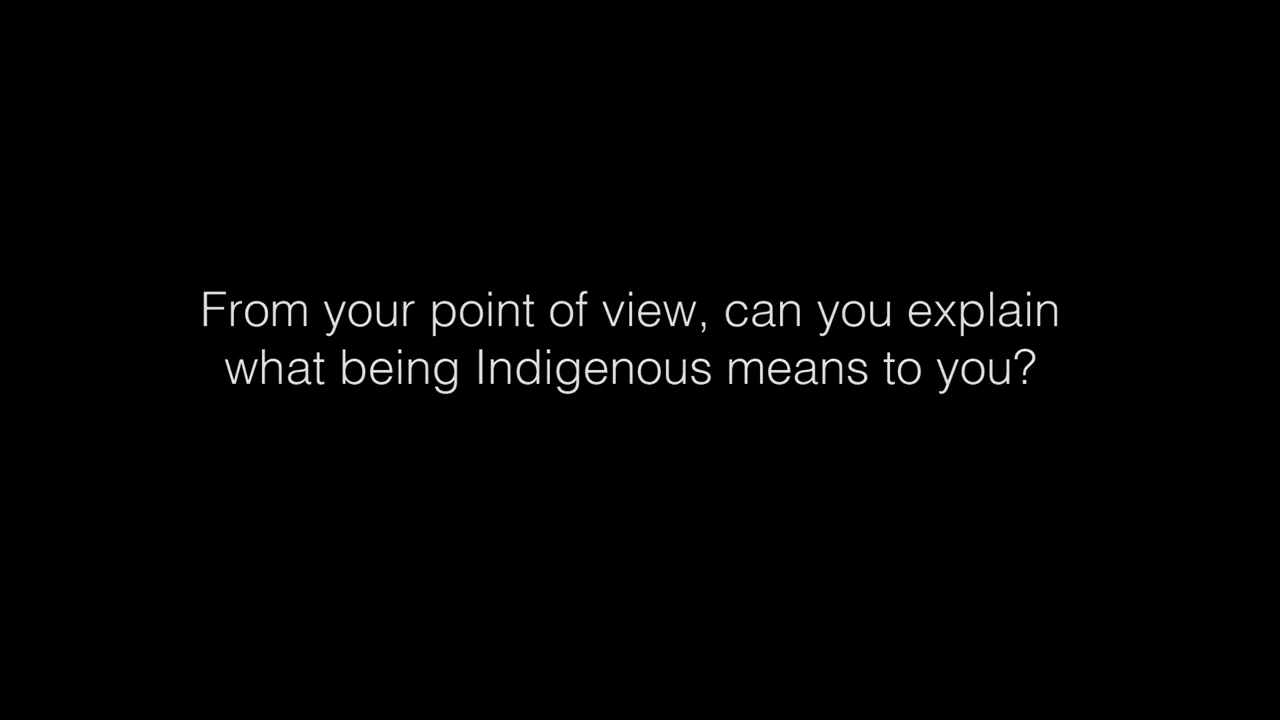 From your point of view, can you explain
what being Indigenous means to you?